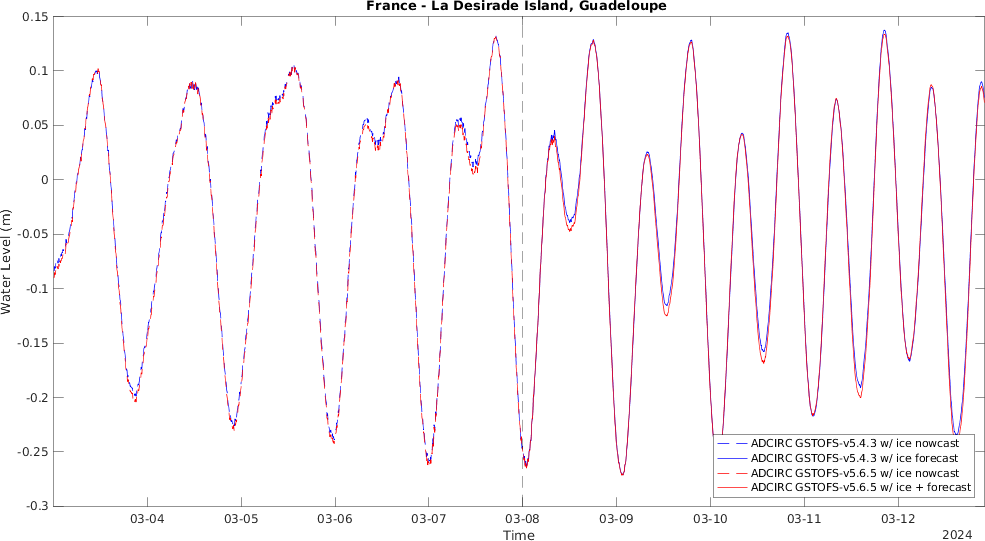 France - La Desirade Island, Guadeloupe
Water Level (m)
0.15
0.1
0.05
0
-0.05
-0.1
-0.15
-0.2
-0.25
-0.3
ADCIRC GSTOFS-v5.4.3 w/ ice nowcast
ADCIRC GSTOFS-v5.4.3 w/ ice forecast
ADCIRC GSTOFS-v5.6.5 w/ ice nowcast
ADCIRC GSTOFS-v5.6.5 w/ ice + forecast
03-04 03-05 03-06 03-07 03-08 03-09 03-10 03-11 03-12
Time
2024